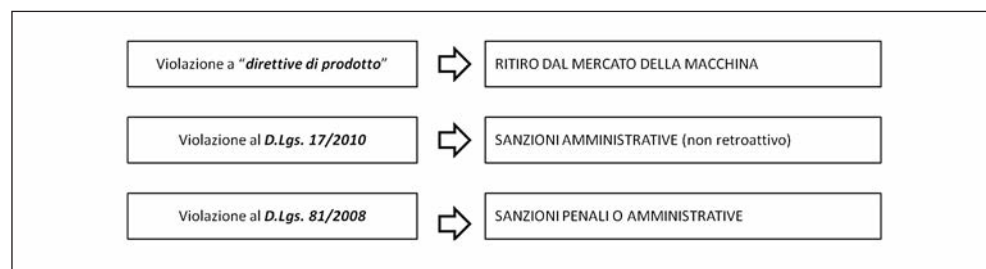 Violazione a “direttive di prodotto”
RITIRO DAL MERCATO DELLA MACCHINA
Violazione al D.Lgs. 17/2010
SANZIONI AMMINISTRATIVE (non retroattivo)
Violazione al D.Lgs. 81/2008
SANZIONI PENALI O AMMINISTRATIVE